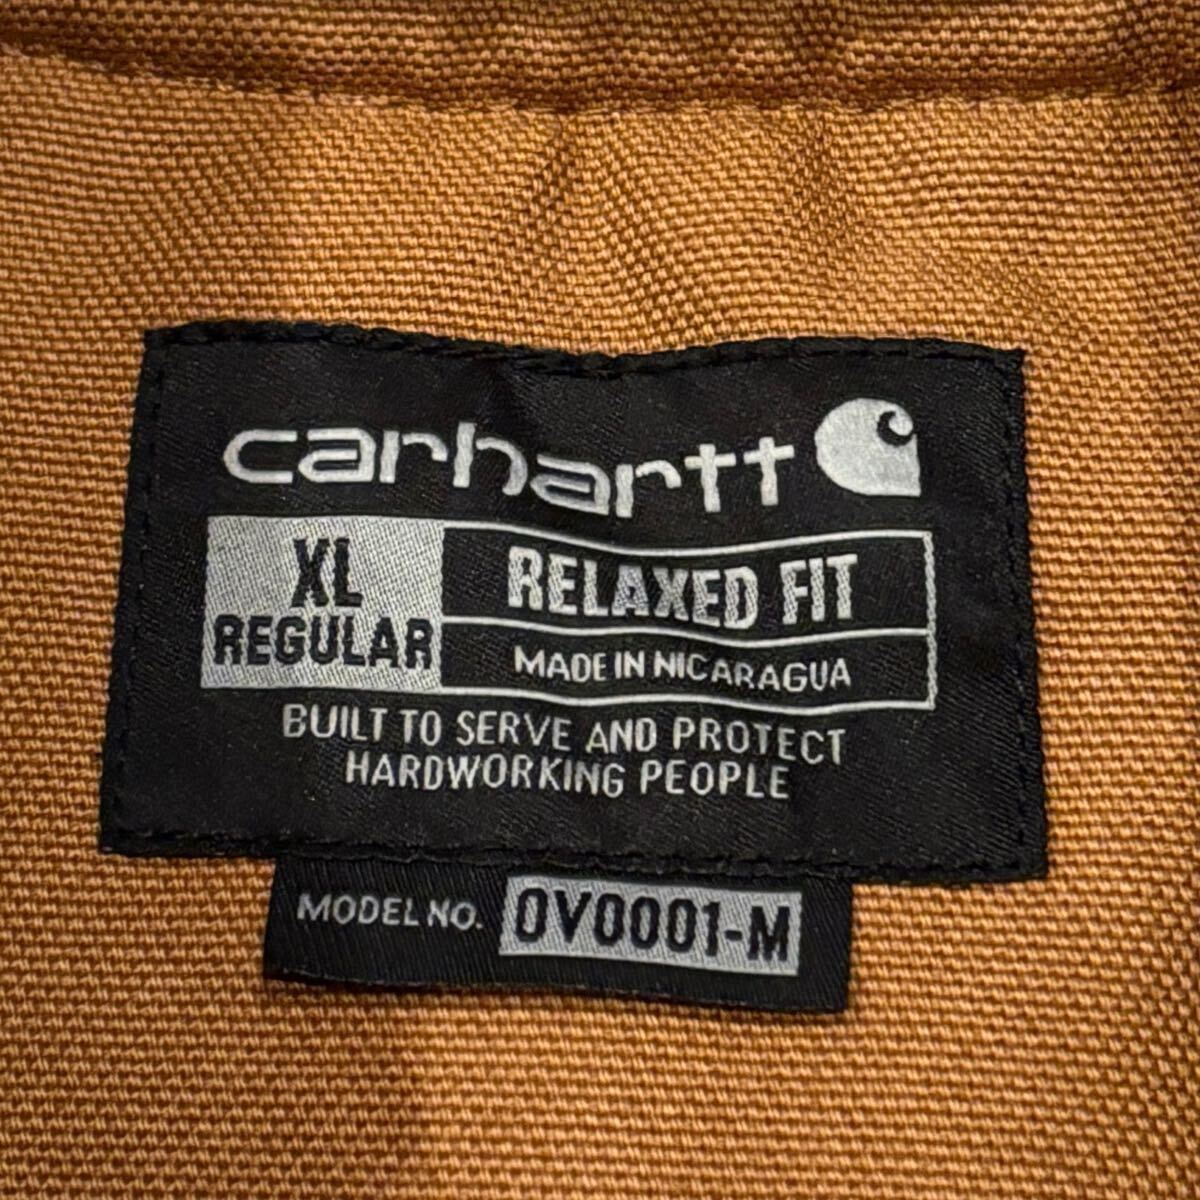 carhartt
XL
REGULAR
RELAXED FIT
MADE IN NICARAGUA
BUILT TO SERVE AND PROTECT
HARDWORKING PEOPLE
MODEL NO. OV0001-M